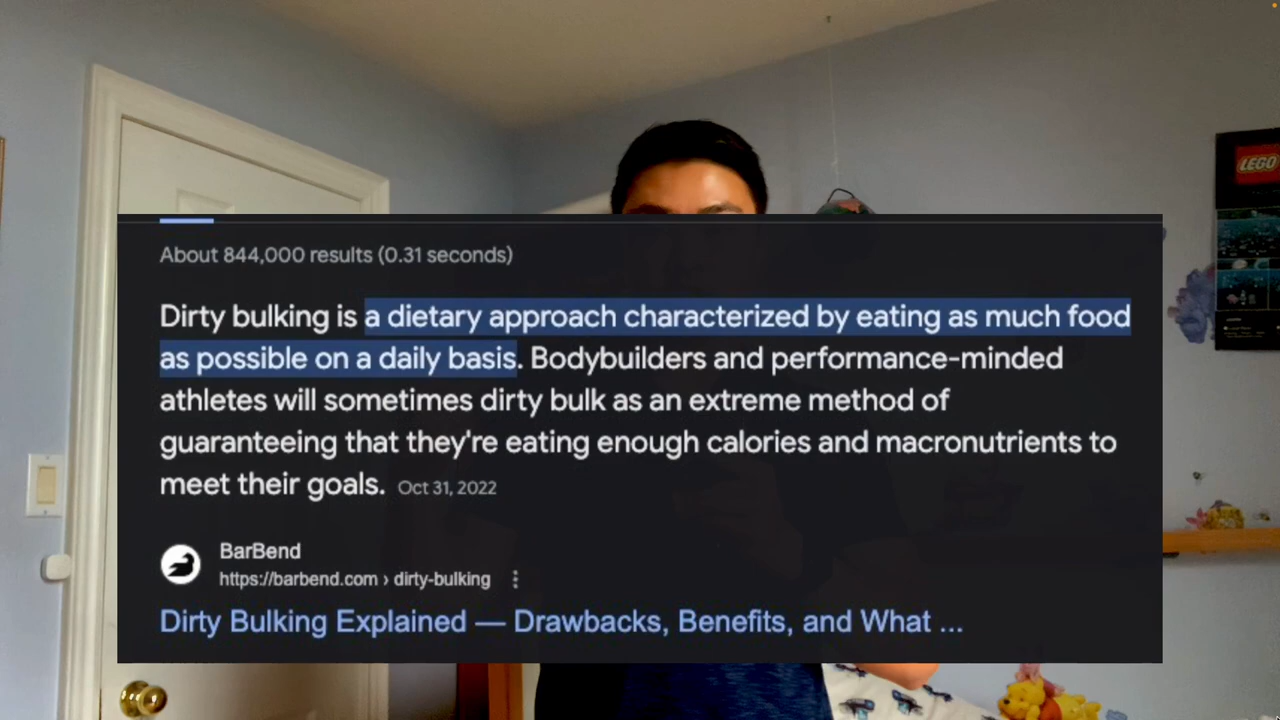 LEGO
About 844,000 results (0.31 seconds)
Dirty bulking is a dietary approach characterized by eating as much food
as possible on a daily basis. Bodybuilders and performance-minded
athletes will sometimes dirty bulk as an extreme method of
guaranteeing that they're eating enough calories and macronutrients to
meet their goals. Oct 31, 2022
BarBend
https://barbend.com › dirty-bulking
Dirty Bulking Explained — Drawbacks, Benefits, and What ...